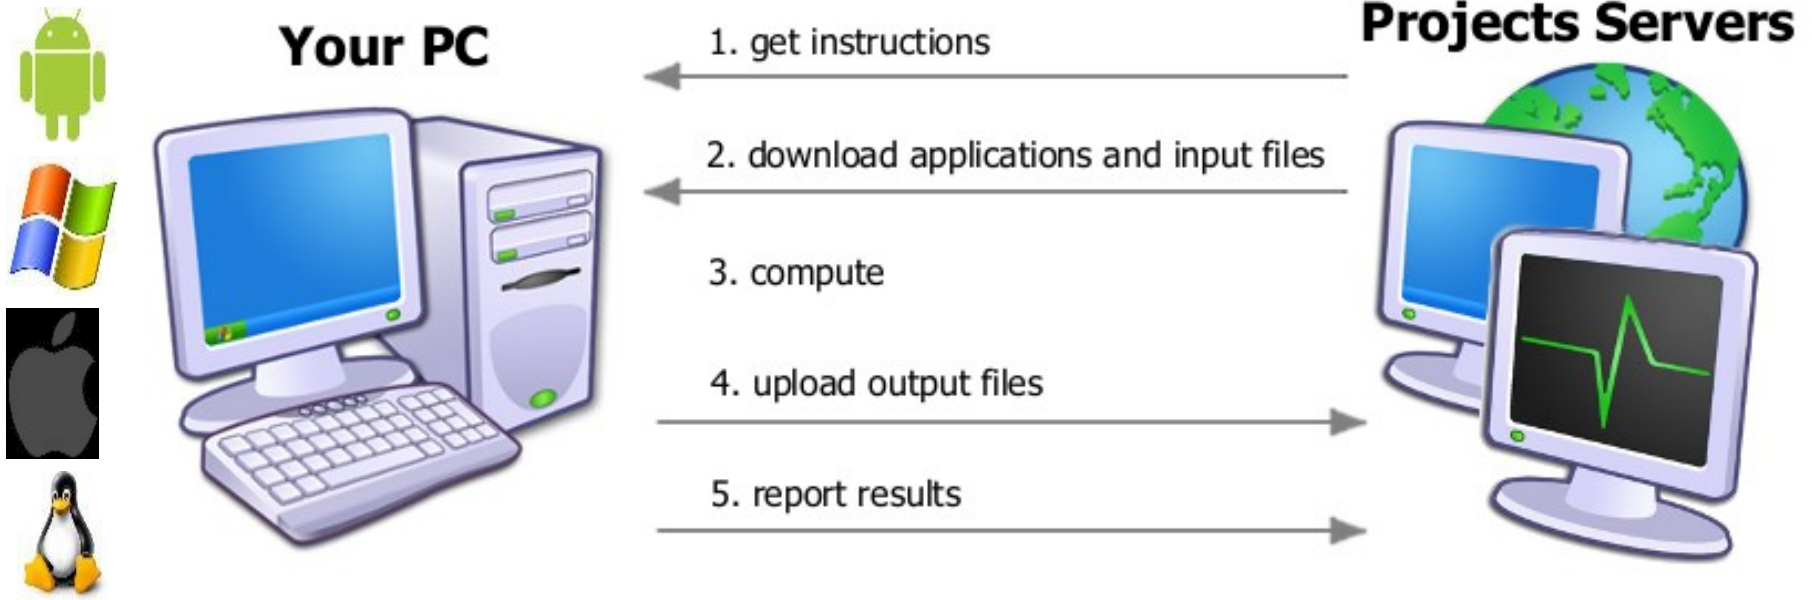 Your PC
Projects Servers
1. get instructions
2. download applications and input files
3. compute
4. upload output files
5. report results